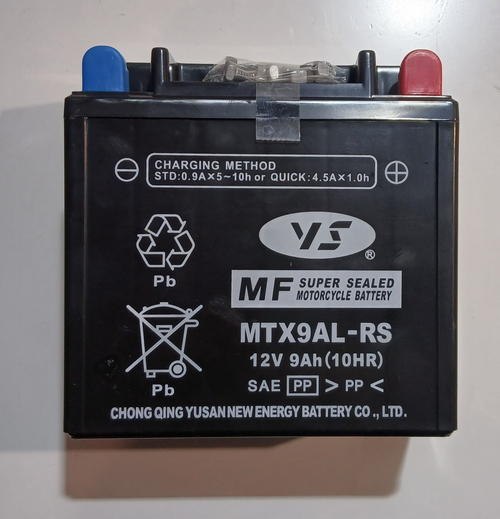 CHARGING METHOD
STD:0.9A×5~10h or QUICK:4.5A×1.0h
YS ®
MF SUPER SEALED
MOTORCYCLE BATTERY
MTX9AL-RS
12V 9Ah(10HR)
SAE PP > PP <
Pb
Pb
CHONG QING YUSAN NEW ENERGY BATTERY CO., LTD.